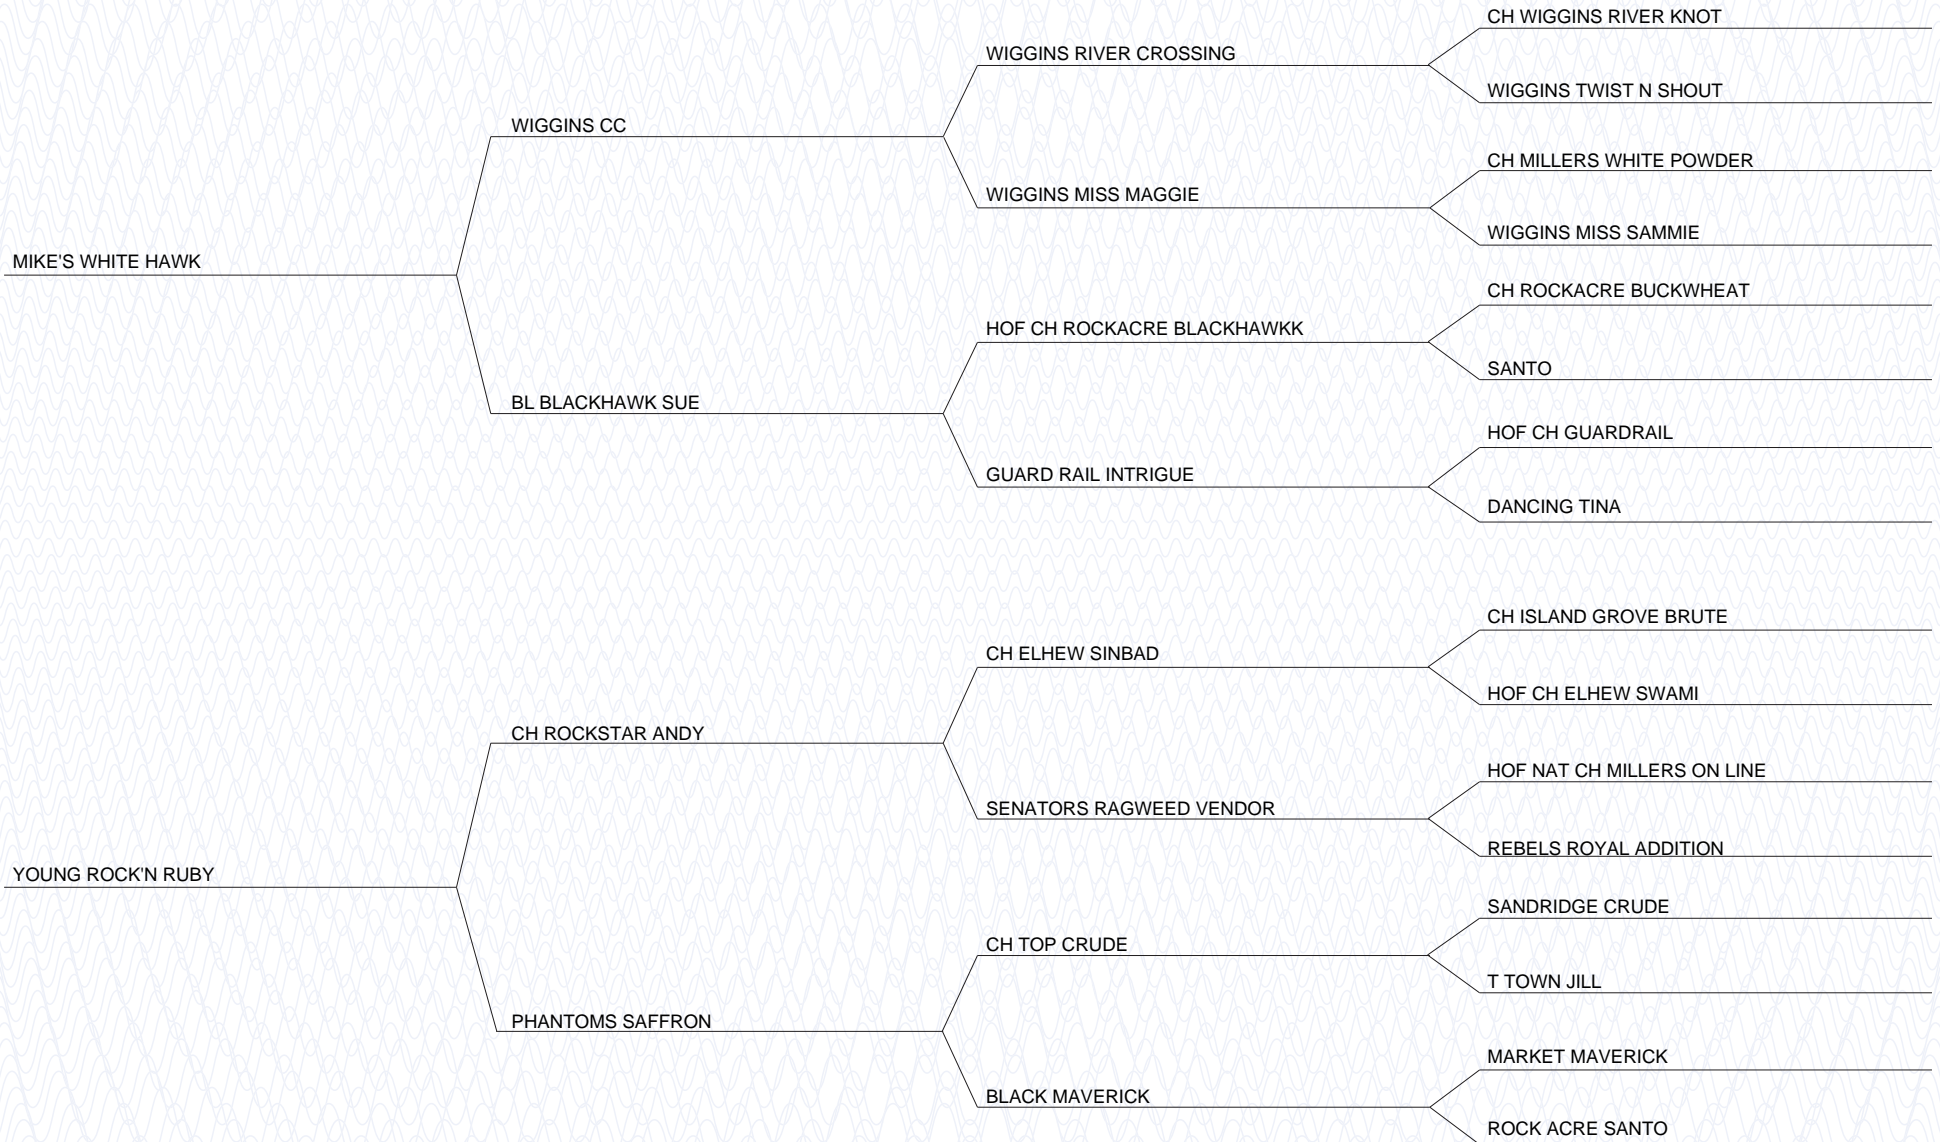 CH WIGGINS RIVER KNOT
WIGGINS RIVER CROSSING
WIGGINS TWIST N SHOUT
WIGGINS CC
CH MILLERS WHITE POWDER
WIGGINS MISS MAGGIE
WIGGINS MISS SAMMIE
MIKE'S WHITE HAWK
CH ROCKACRE BUCKWHEAT
HOF CH ROCKACRE BLACKHAWKK
SANTO
BL BLACKHAWK SUE
HOF CH GUARDRAIL
GUARD RAIL INTRIGUE
DANCING TINA
CH ISLAND GROVE BRUTE
CH ELHEW SINBAD
HOF CH ELHEW SWAMI
CH ROCKSTAR ANDY
HOF NAT CH MILLERS ON LINE
SENATORS RAGWEED VENDOR
REBELS ROYAL ADDITION
YOUNG ROCK'N RUBY
SANDRIDGE CRUDE
CH TOP CRUDE
T TOWN JILL
PHANTOMS SAFFRON
MARKET MAVERICK
BLACK MAVERICK
ROCK ACRE SANTO